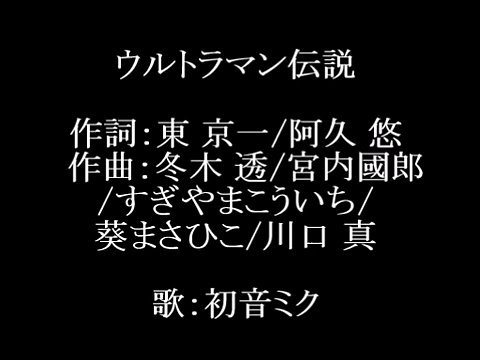 ウルトラマン伝説
作詞：東 京一/阿久 悠
作曲：冬木 透/宮内國郎
/すぎやまこういち/
葵まさひこ/川口 真
歌：初音ミク